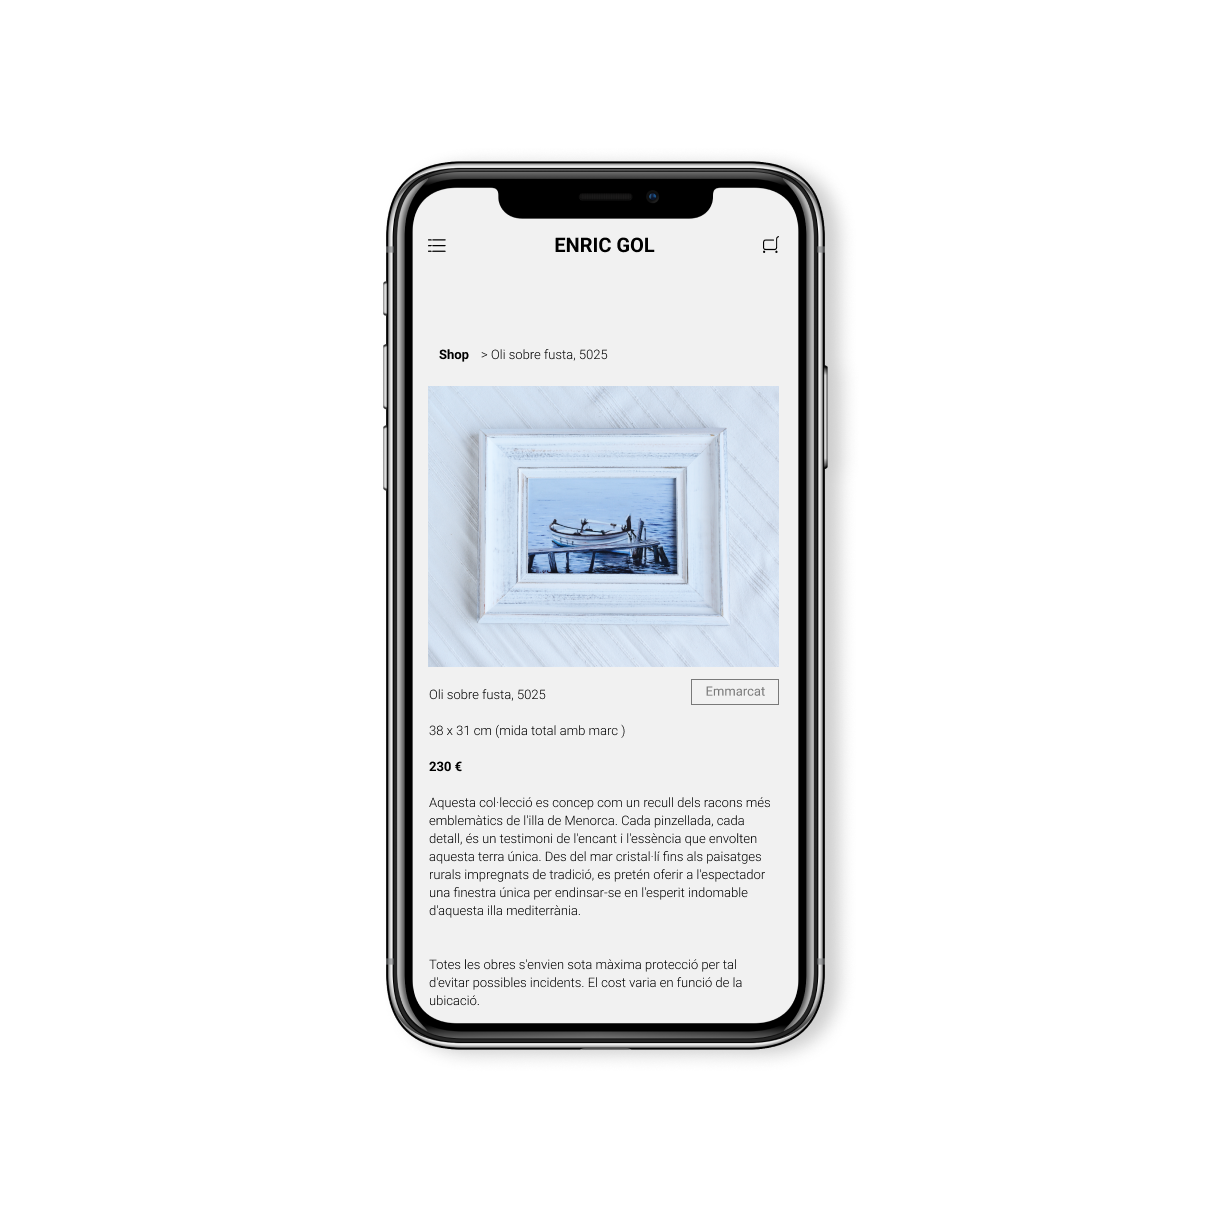 ENRIC GOL
Shop > Oli sobre fusta, 5025
Oli sobre fusta, 5025
Emmarcat
38 x 31 cm (mida total amb marc )
230 €
Aquesta col·lecció es concep com un recull dels racons més
emblemàtics de l'illa de Menorca. Cada pinzellada, cada
detall, és un testimoni de l'encant i l'essència que envolten
aquesta terra única. Des del mar cristal·lí fins als paisatges
rurals impregnats de tradició, es pretén oferir a l'espectador
una finestra única per endinsar-se en l'esperit indomable
d'aquesta illa mediterrània.
Totes les obres s'envien sota màxima protecció per tal
d'evitar possibles incidents. El cost varia en funció de la
ubicació.